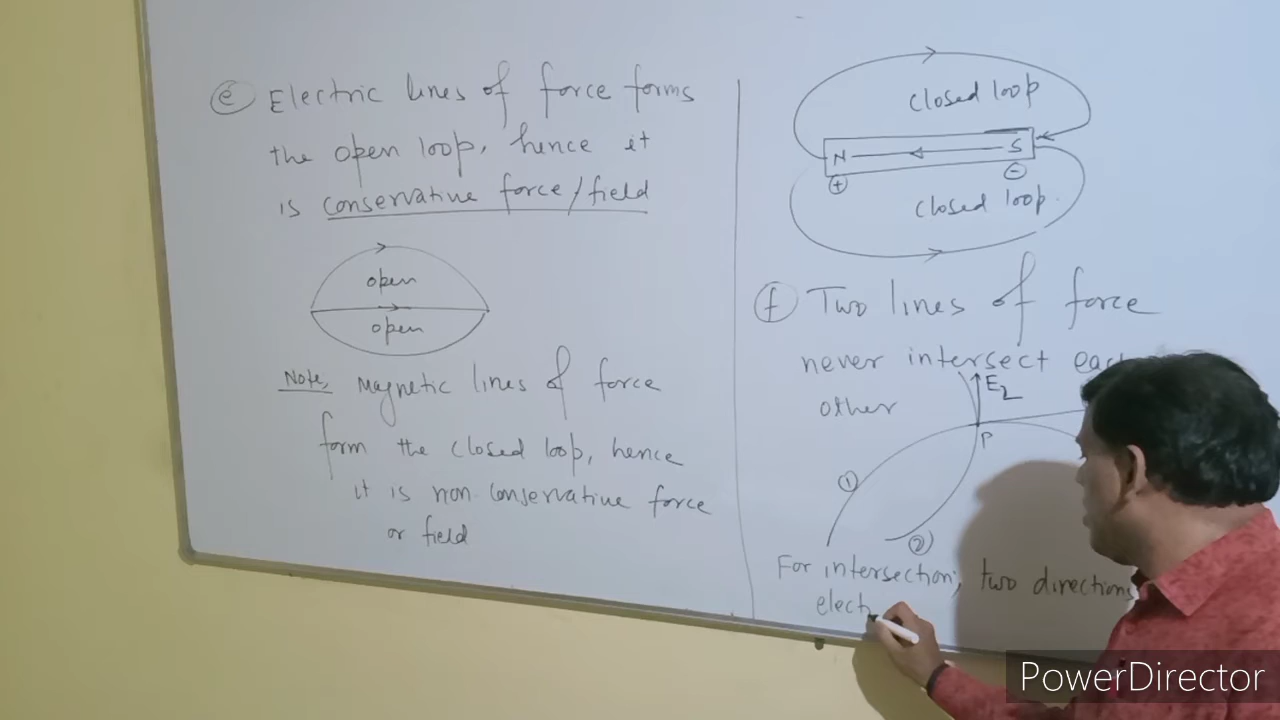 e Electric lines of force forms
the open loop, hence it
is conservative force/field
open
open
Note, Magnetic lines of force
form the closed loop, hence
it is non conservative force
or field
closed loop
N S
+ -
closed loop
f Two lines of force
never intersect
other
E2
P
1
2
For intersection, two directions
elect
PowerDirector